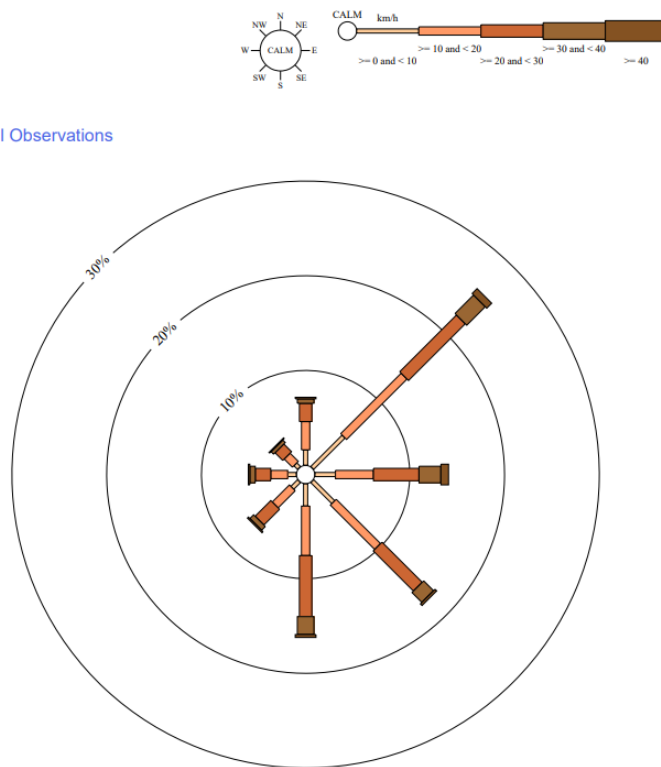 N
NW
NE
W
CALM
E
SW
SE
S
CALM
km/h
>= 0 and < 10
>= 10 and < 20
>= 20 and < 30
>= 30 and < 40
>= 40
l Observations
30%
20%
10%